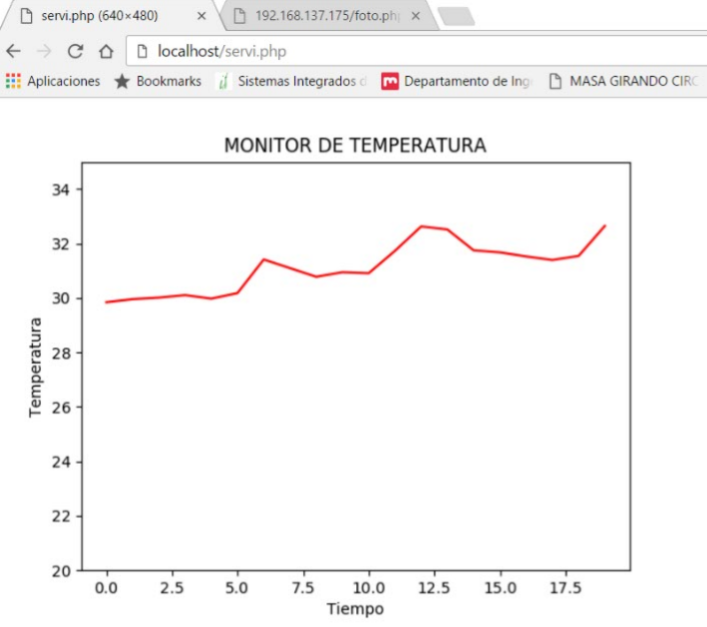 servi.php (640×480)
192.168.137.175/foto.ph
localhost/servi.php
Aplicaciones
Bookmarks
Sistemas Integrados d
Departamento de Ing
MASA GIRANDO CIRC
MONITOR DE TEMPERATURA
Temperatura
34
32
30
28
26
24
22
20
0.0 2.5 5.0 7.5 10.0 12.5 15.0 17.5
Tiempo